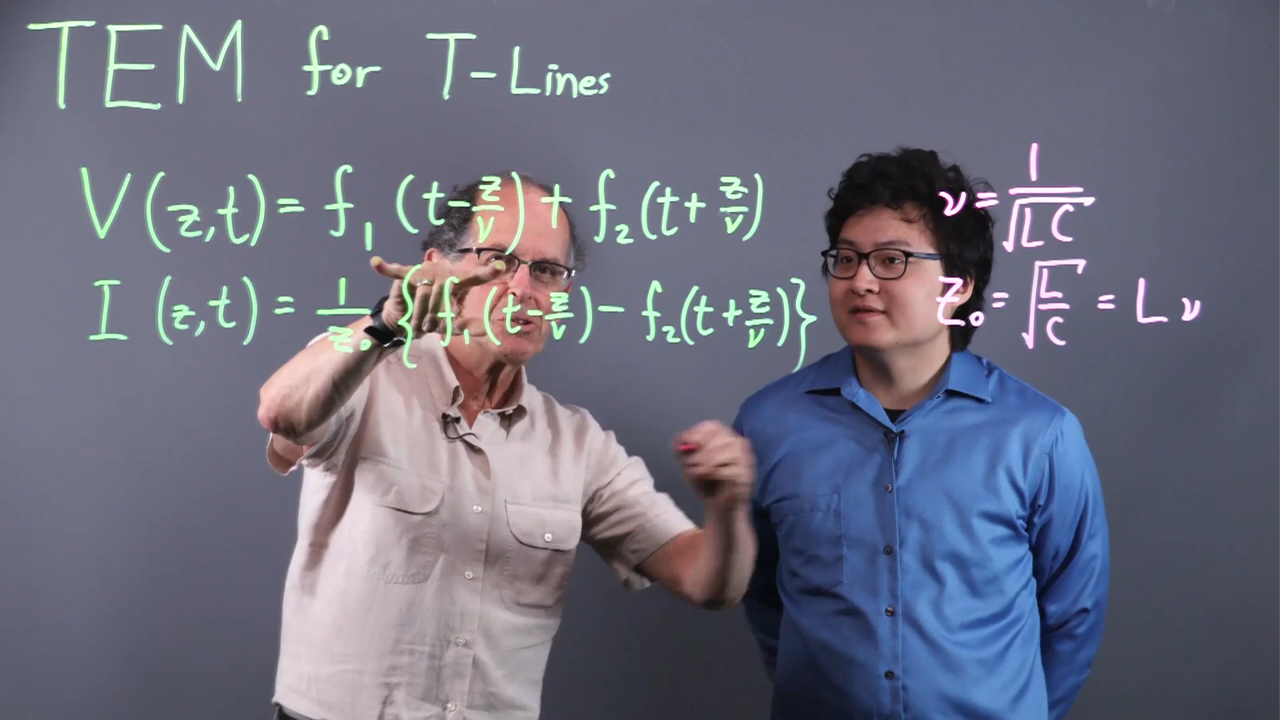 TEM for T-Lines
V(z,t) = f₁(t-z/v) + f₂(t+z/v)
I(z,t) = 1/z₀ {f₁(t-z/v) - f₂(t+z/v)}
v = 1/√LC
Z₀ = √L/C = Lv